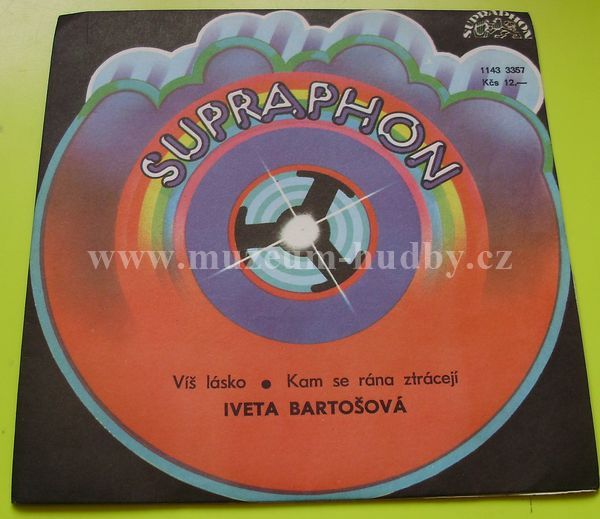 SUPRAPHON
1143 3357
Kčs 12,—
SUPRAPHON
www.muzeum-hudby.cz
Víš lásko ● Kam se rána ztrácejí
IVETA BARTOŠOVÁ